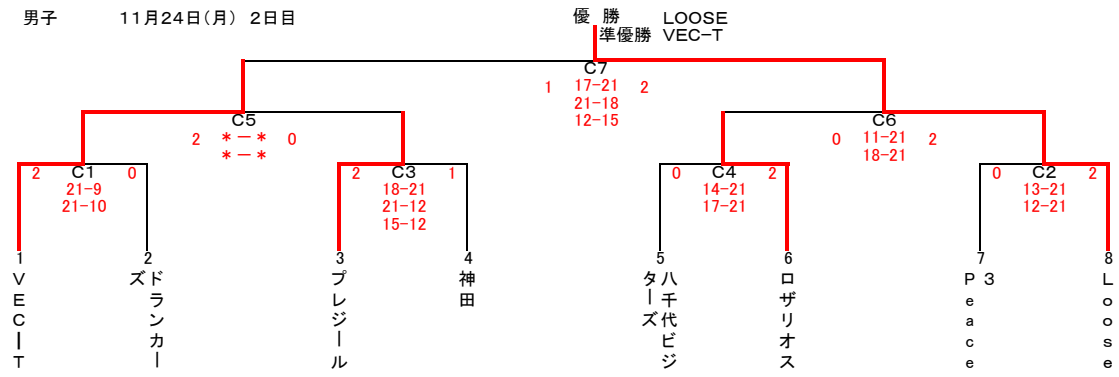 男子 11月24日(月) 2日目
優 勝 LOOSE
準優勝 VEC-T
C7
1 17-21 2
21-18
12-15
C5
2 *-* 0
*-*
C6
0 11-21 2
18-21
2 C1 0
21-9
21-10
2 C3 1
18-21
21-12
15-12
0 C4 2
14-21
17-21
0 C2 2
13-21
12-21
1
VEC-T
2
ドランカー
ズ
3
プレジール
4
神田
5
八千代ビジ
ターズ
6
ロザリオス
7
3
Peace
8
Loose